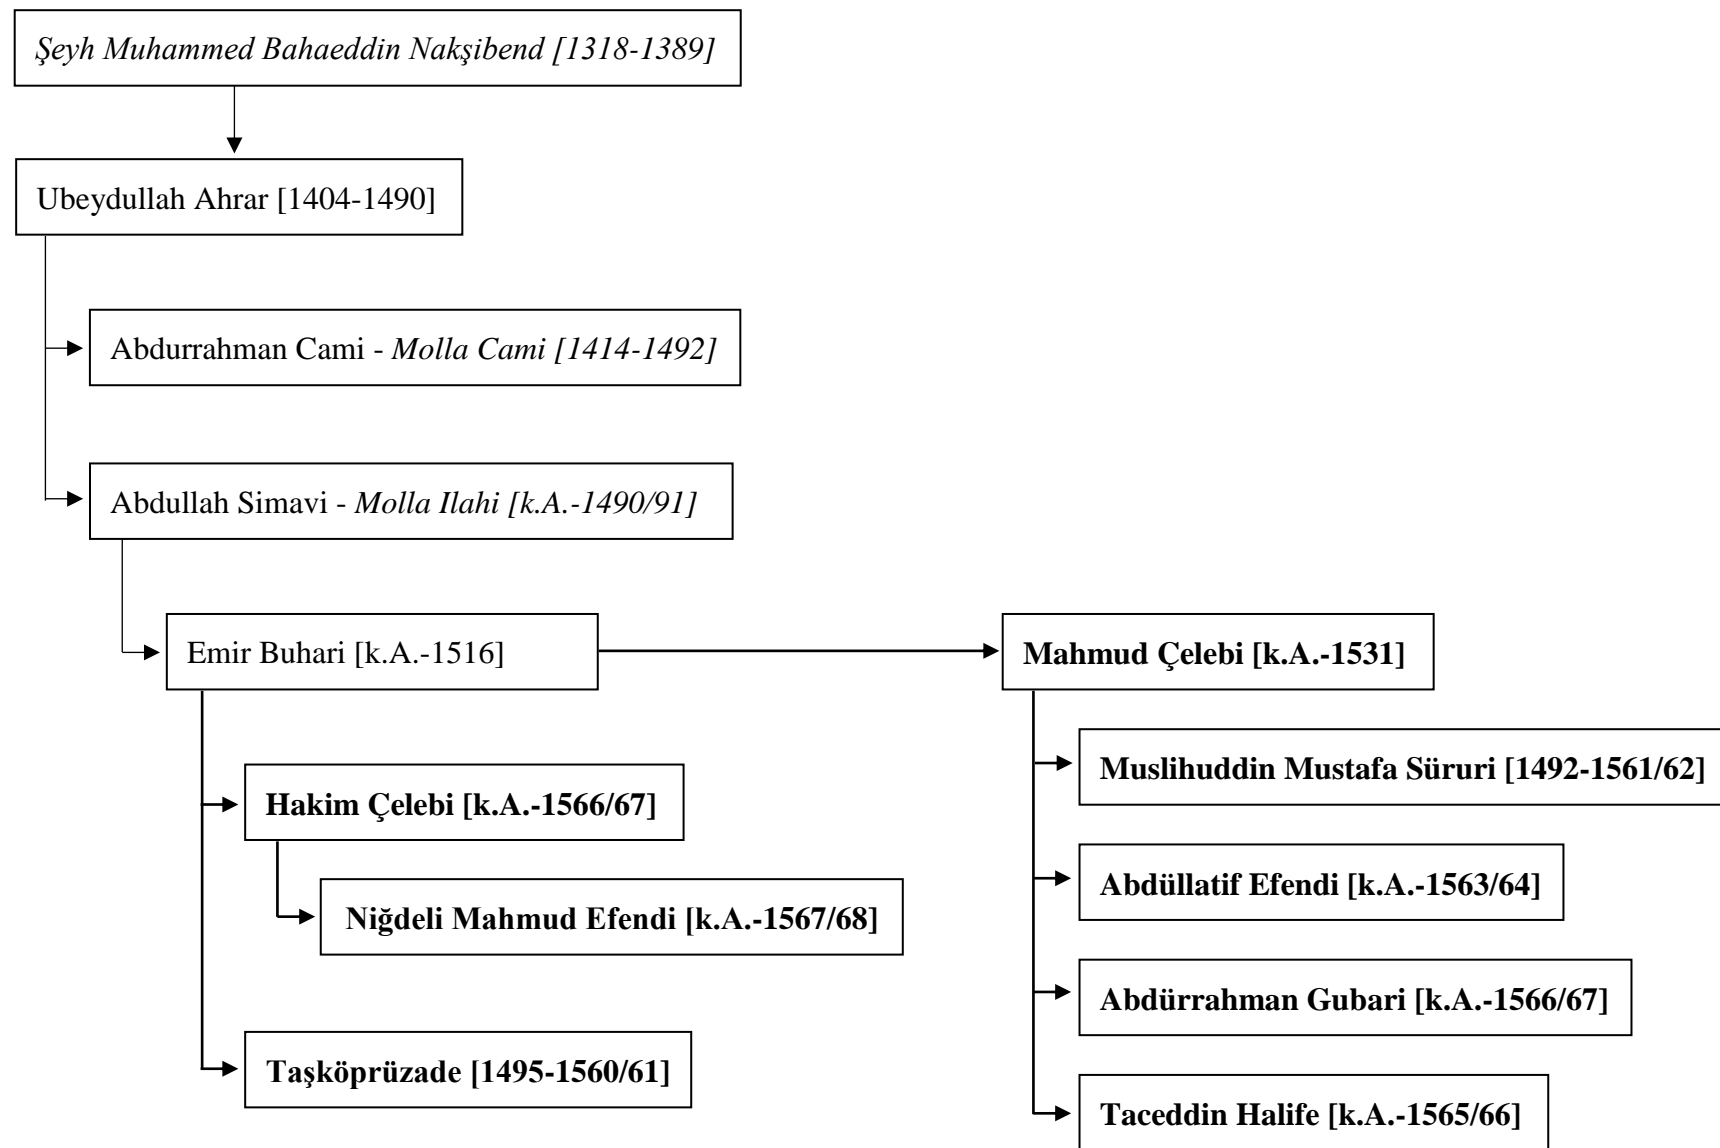 Şeyh Muhammed Bahaeddin Nakşibend [1318-1389]
Ubeydullah Ahrar [1404-1490]
Abdurrahman Cami - Molla Cami [1414-1492]
Abdullah Simavi - Molla Ilahi [k.A.-1490/91]
Emir Buhari [k.A.-1516]
Mahmud Çelebi [k.A.-1531]
Muslihuddin Mustafa Süruri [1492-1561/62]
Hakim Çelebi [k.A.-1566/67]
Abdüllatif Efendi [k.A.-1563/64]
Niğdeli Mahmud Efendi [k.A.-1567/68]
Abdürrahman Gubari [k.A.-1566/67]
Taşköprüzade [1495-1560/61]
Taceddin Halife [k.A.-1565/66]